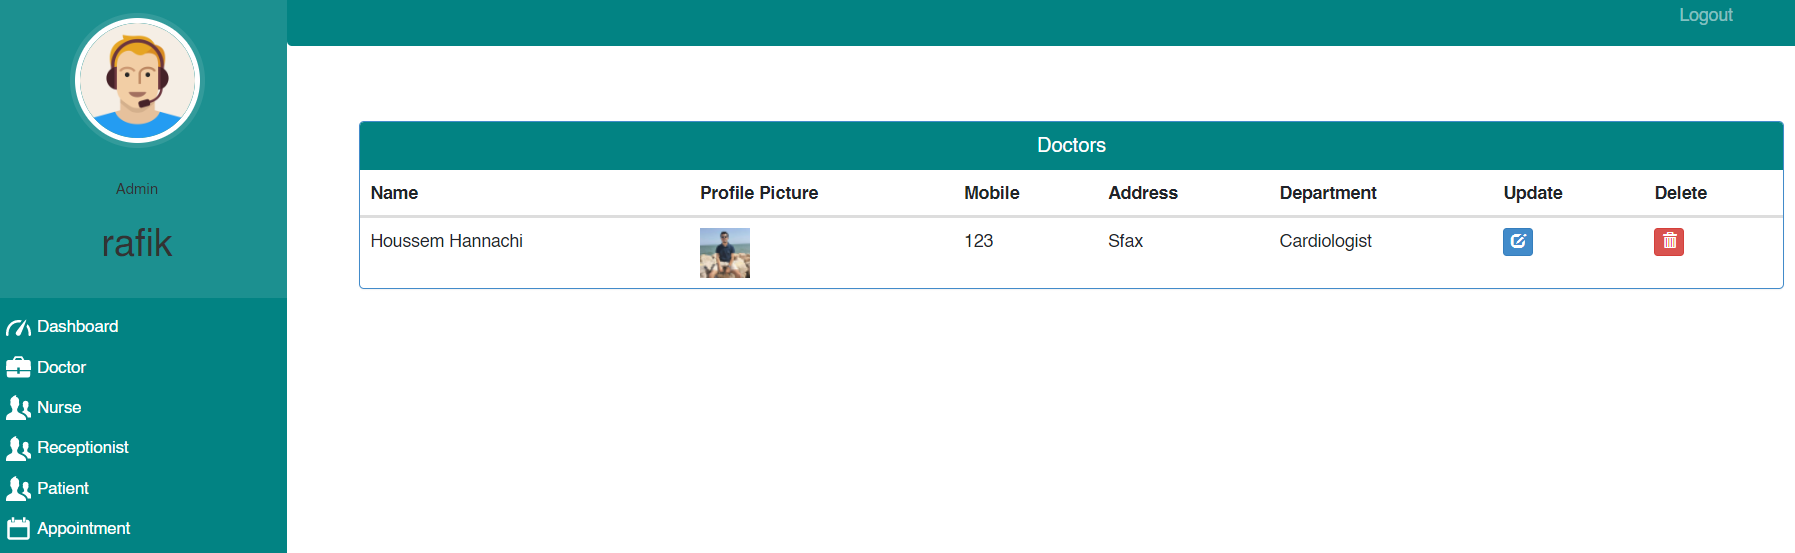 Logout
Admin
rafik
Dashboard
Doctor
Nurse
Receptionist
Patient
Appointment
Doctors
Name Profile Picture Mobile Address Department Update Delete
Houssem Hannachi 123 Sfax Cardiologist